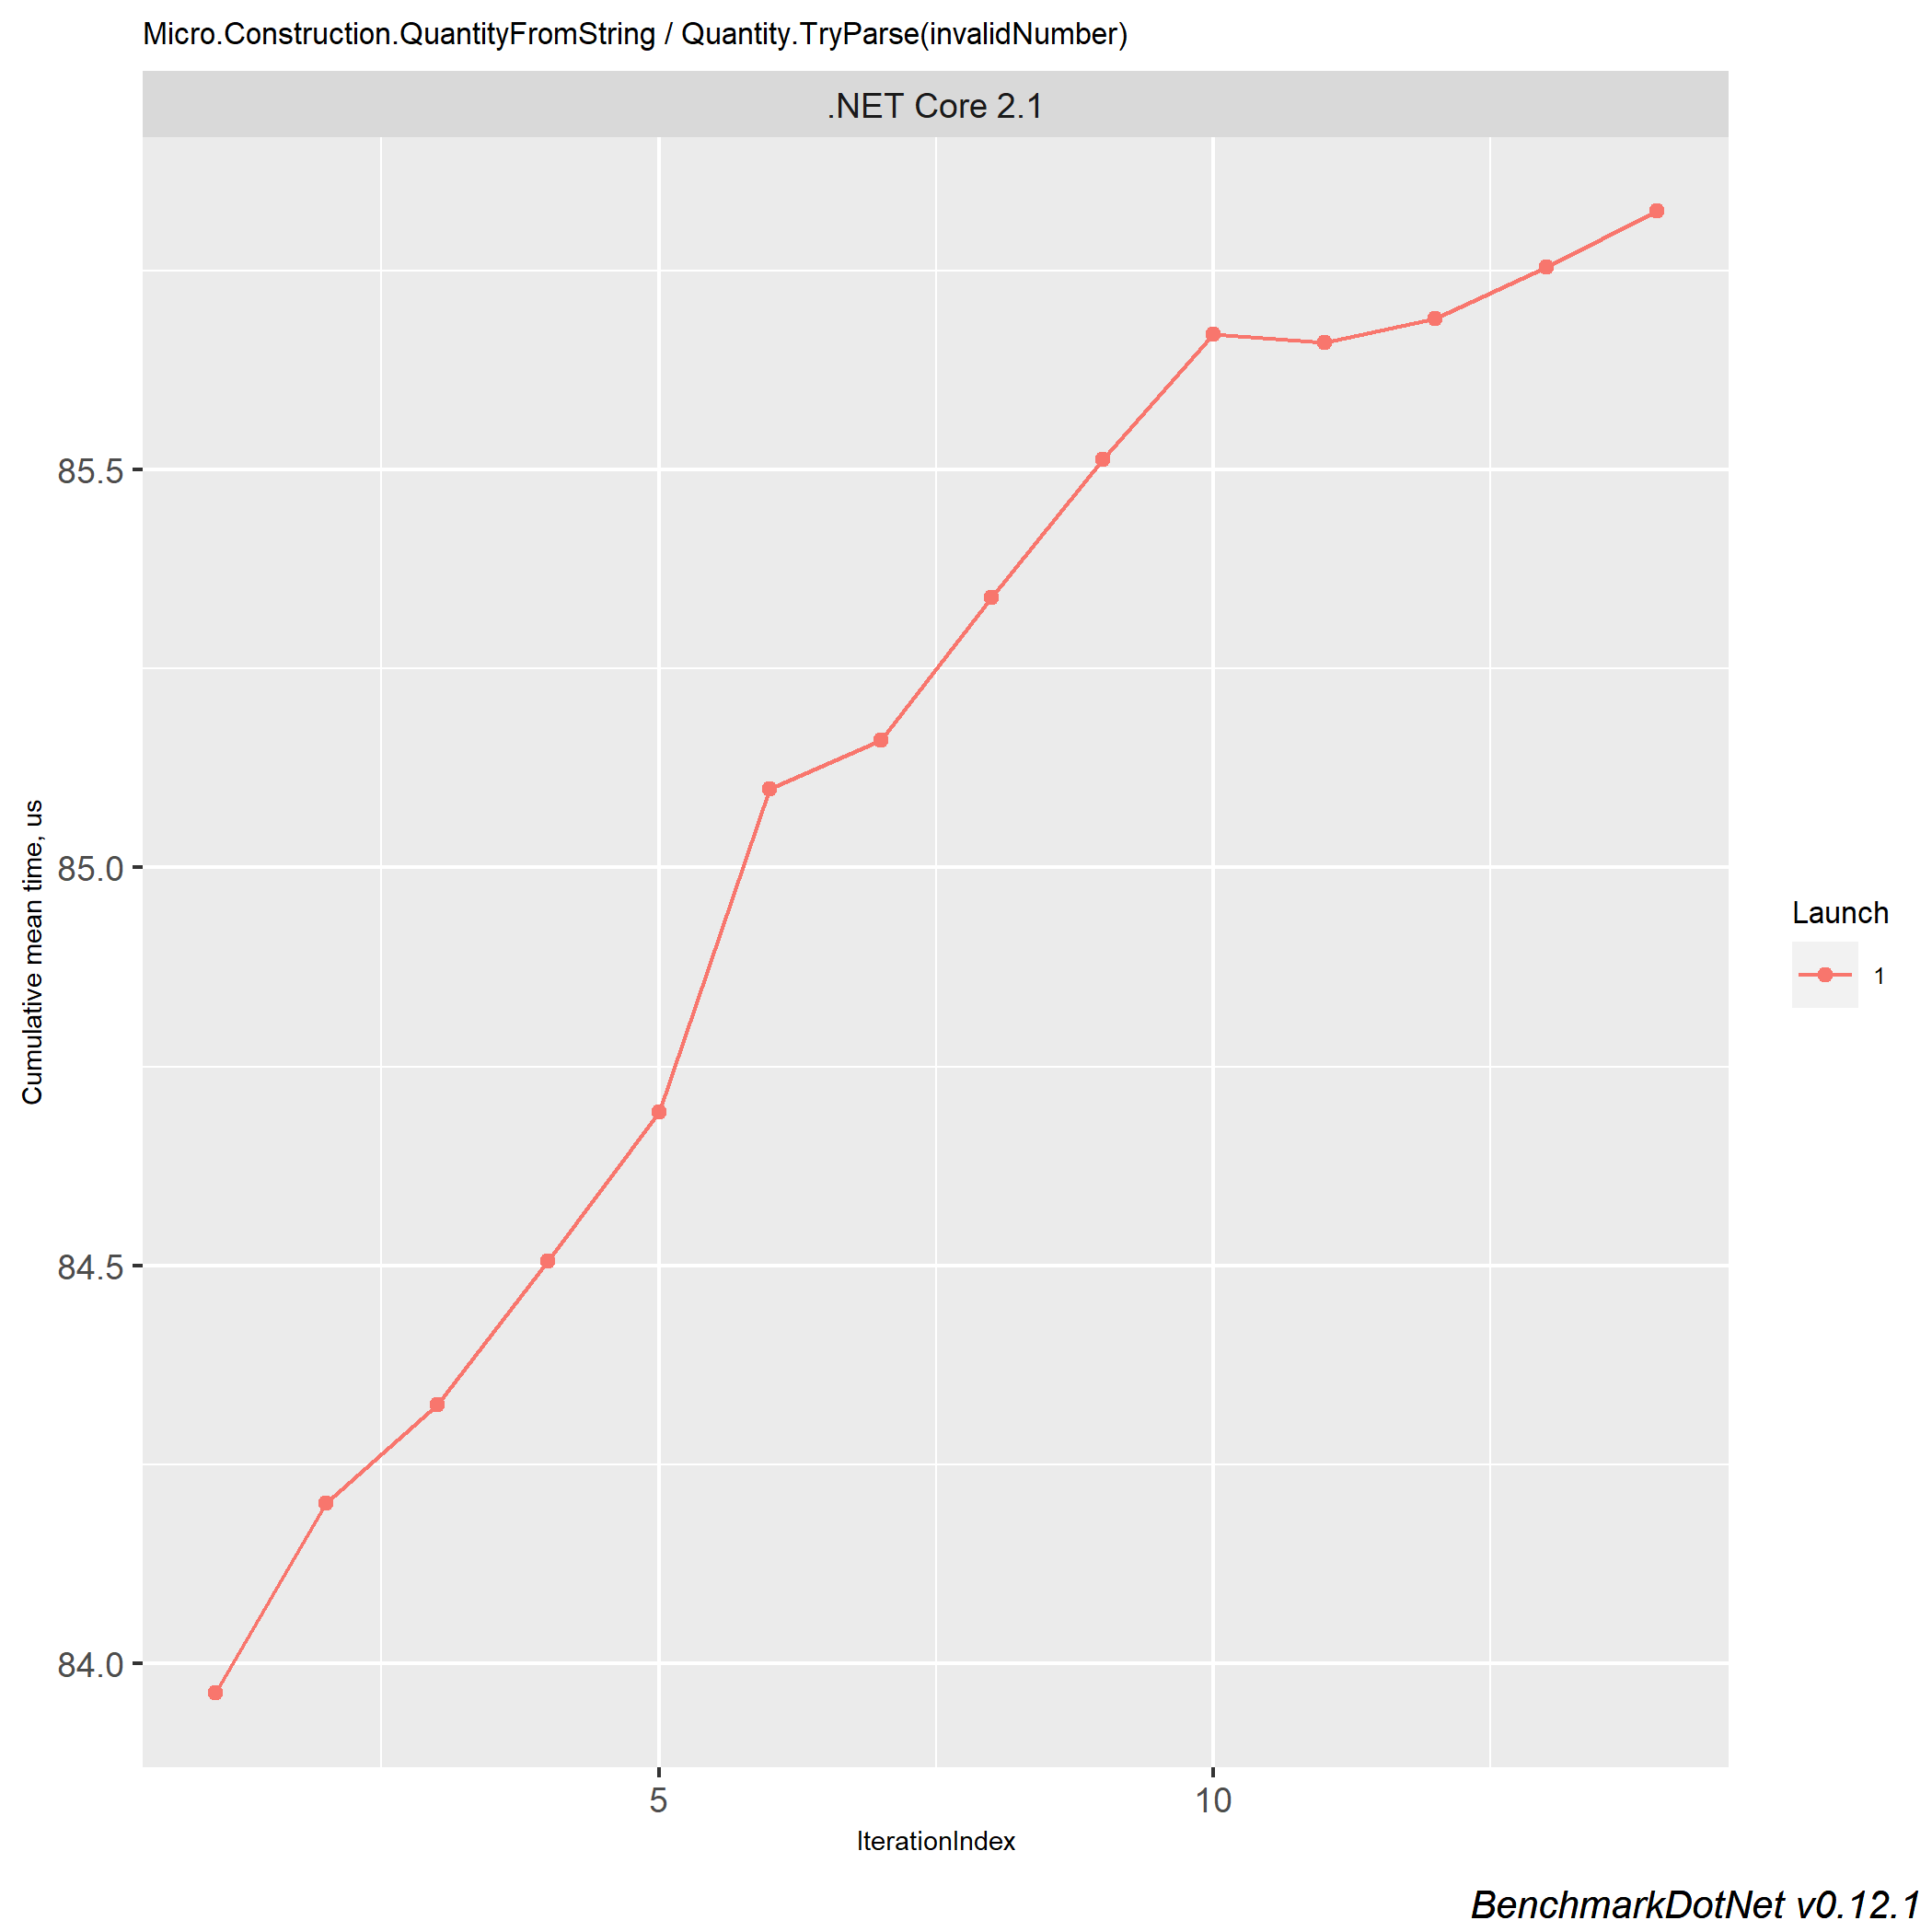 Micro.Construction.QuantityFromString / Quantity.TryParse(invalidNumber)
.NET Core 2.1
85.5
85.0
84.5
84.0
Cumulative mean time, us
5
10
IterationIndex
Launch
1
BenchmarkDotNet v0.12.1